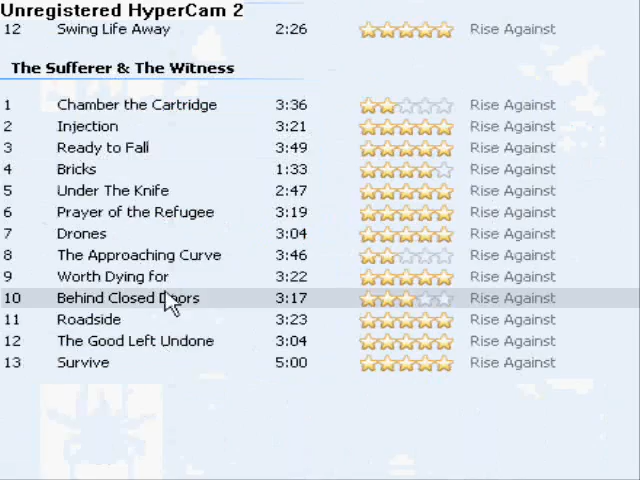 Unregistered HyperCam 2
12 Swing Life Away 2:26 Rise Against
The Sufferer & The Witness
1 Chamber the Cartridge 3:36 Rise Against
2 Injection 3:21 Rise Against
3 Ready to Fall 3:49 Rise Against
4 Bricks 1:33 Rise Against
5 Under The Knife 2:47 Rise Against
6 Prayer of the Refugee 3:19 Rise Against
7 Drones 3:04 Rise Against
8 The Approaching Curve 3:46 Rise Against
9 Worth Dying for 3:22 Rise Against
10 Behind Closed Doors 3:17 Rise Against
11 Roadside 3:23 Rise Against
12 The Good Left Undone 3:04 Rise Against
13 Survive 5:00 Rise Against